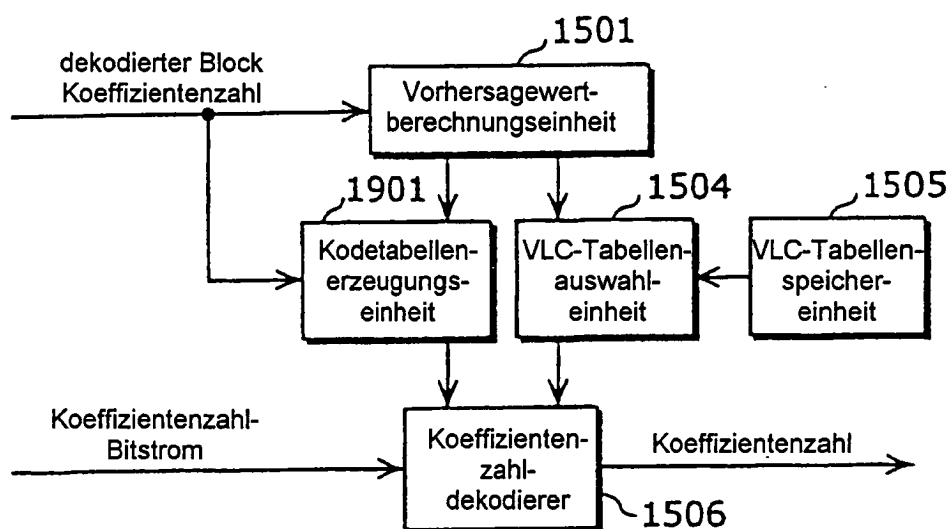 1501
dekodierter Block
Koeffizientenzahl
Vorhersagewert-
berechnungseinheit
1901
1504
1505
Kodetabellen-
erzeugungs-
einheit
VLC-Tabellen-
auswahl-
einheit
VLC-Tabellen-
speicher-
einheit
Koeffizientenzahl-
Bitstrom
Koeffizienten-
zahl-
dekodierer
Koeffizientenzahl
1506